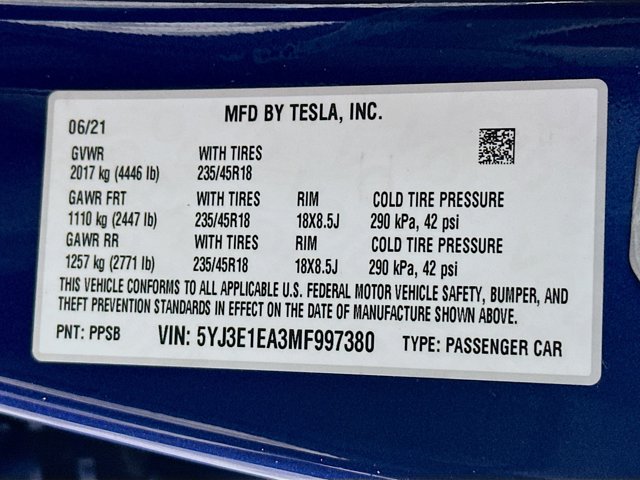 MFD BY TESLA, INC.
06/21
GVWR WITH TIRES
2017 kg (4446 lb) 235/45R18
GAWR FRT WITH TIRES RIM COLD TIRE PRESSURE
1110 kg (2447 lb) 235/45R18 18X8.5J 290 kPa, 42 psi
GAWR RR WITH TIRES RIM COLD TIRE PRESSURE
1257 kg (2771 lb) 235/45R18 18X8.5J 290 kPa, 42 psi
THIS VEHICLE CONFORMS TO ALL APPLICABLE U.S. FEDERAL MOTOR VEHICLE SAFETY, BUMPER, AND
THEFT PREVENTION STANDARDS IN EFFECT ON THE DATE OF MANUFACTURE SHOWN ABOVE.
PNT: PPSB VIN: 5YJ3E1EA3MF997380 TYPE: PASSENGER CAR